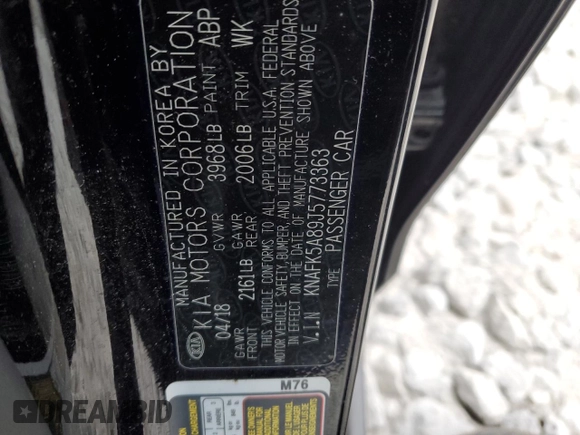 MANUFACTURED IN KOREA BY
KIA MOTORS CORPORATION
04/18 GVWR 3968LB PAINT ABP
GAWR FRONT 2161LB GAWR REAR 2006LB TRIM WK
THIS VEHICLE CONFORMS TO ALL APPLICABLE U.S.A. FEDERAL
MOTOR VEHICLE SAFETY, BUMPER, AND THEFT PREVENTION STANDARDS
IN EFFECT ON THE DATE OF MANUFACTURE SHOWN ABOVE
V.I.N KNAFK5A89J5773363
TYPE PASSENGER CAR
KIA
M76
DREAMBID